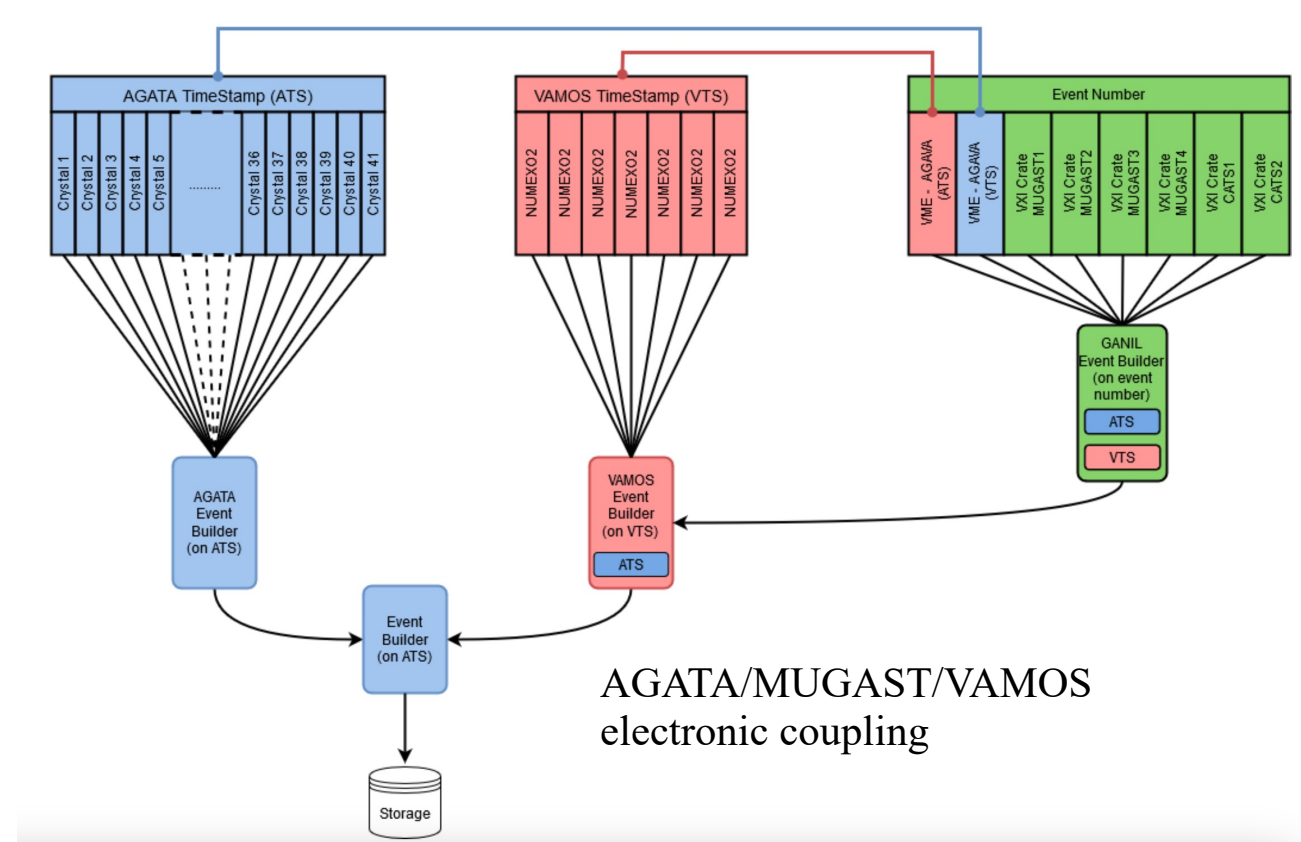 AGATA TimeStamp (ATS)
Crystal 1
Crystal 2
Crystal 3
Crystal 4
Crystal 5
.........
Crystal 36
Crystal 37
Crystal 38
Crystal 39
Crystal 40
Crystal 41
VAMOS TimeStamp (VTS)
NUMEXO2
NUMEXO2
NUMEXO2
NUMEXO2
NUMEXO2
NUMEXO2
NUMEXO2
Event Number
VME - AGAVA
(ATS)
VME - AGAVA
(VTS)
VXI Crate
MUGAST1
VXI Crate
MUGAST2
VXI Crate
MUGAST3
VXI Crate
MUGAST4
VXI Crate
CATS1
VXI Crate
CATS2
GANIL
Event Builder
(on event
number)
ATS
VTS
AGATA
Event
Builder
(on ATS)
VAMOS
Event
Builder
(on VTS)
ATS
Event
Builder
(on ATS)
AGATA/MUGAST/VAMOS
electronic coupling
Storage